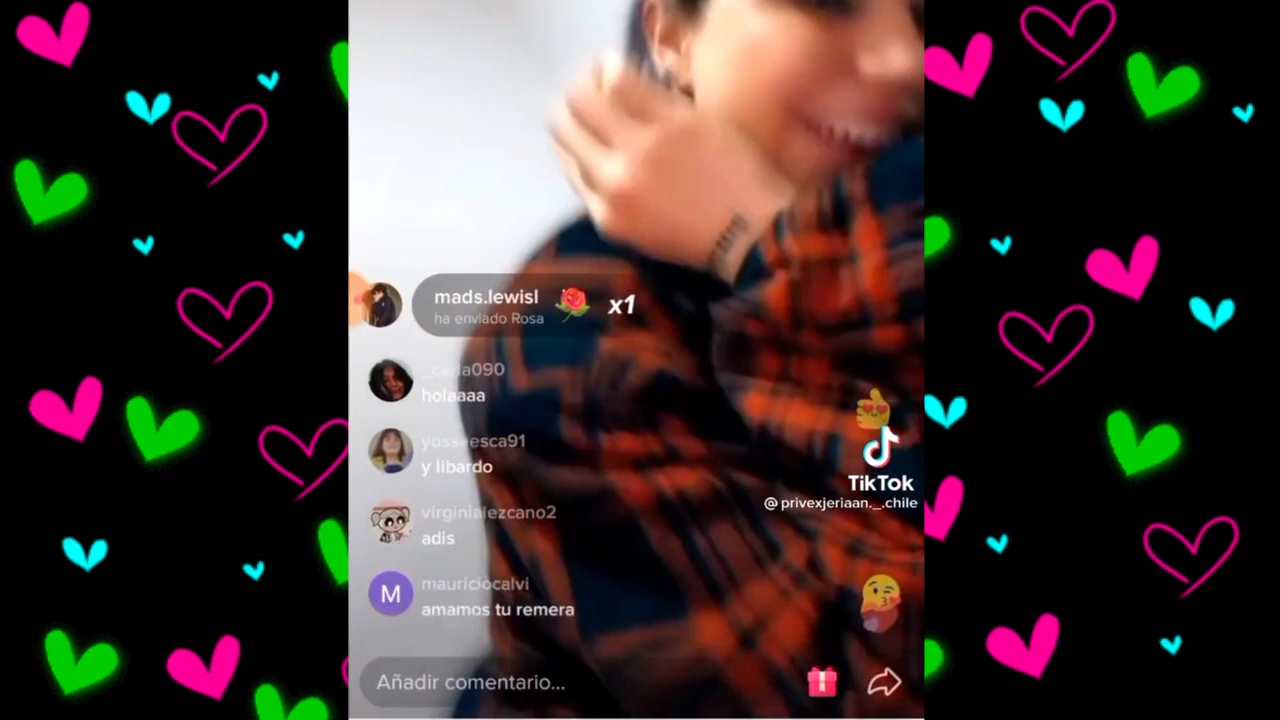 mads.lewisl
ha enviado Rosa
x1
holaaaa
yosseesca91
y libardo
virginialezcano2
adis
M
mauriciocalvi
amamos tu remera
TikTok
@privexjeriaan._.chile
Añadir comentario...